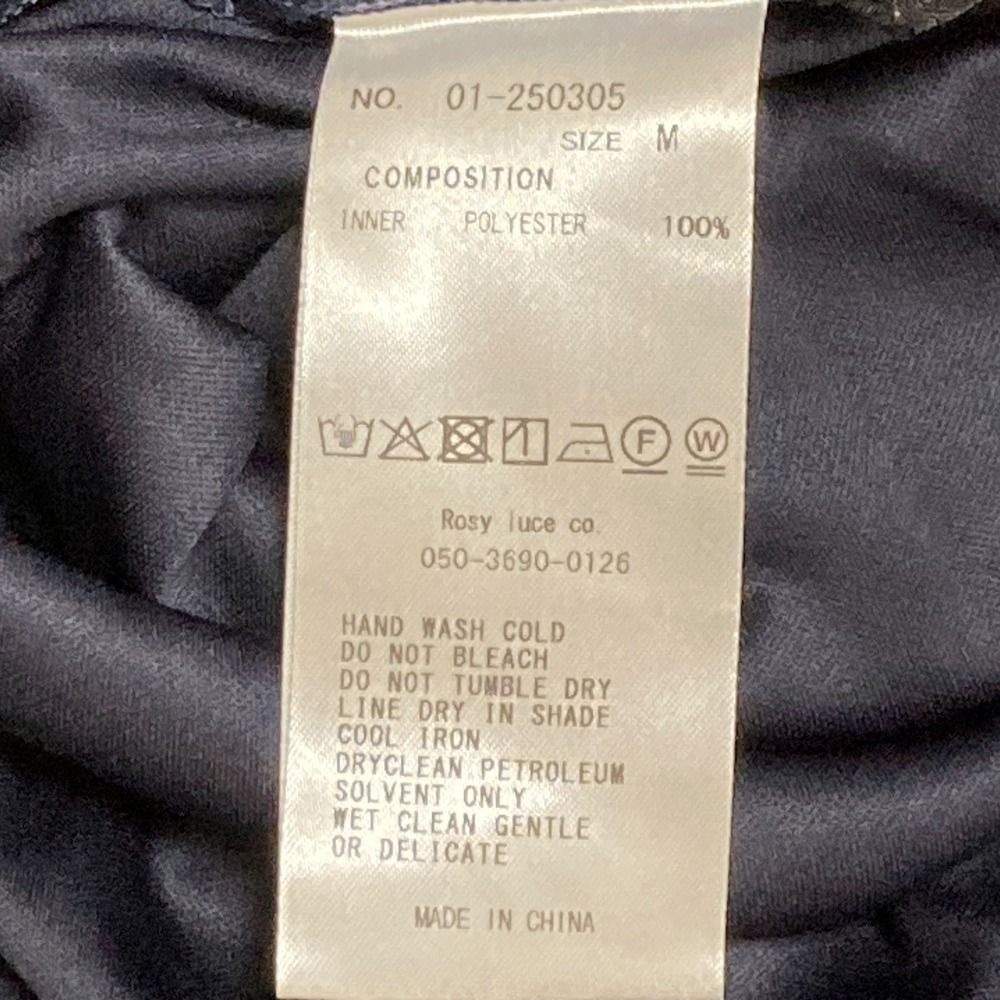 NO. 01-250305
SIZE M
COMPOSITION
INNER POLYESTER 100%
F W
Rosy luce co.
050-3690-0126
HAND WASH COLD
DO NOT BLEACH
DO NOT TUMBLE DRY
LINE DRY IN SHADE
COOL IRON
DRYCLEAN PETROLEUM
SOLVENT ONLY
WET CLEAN GENTLE
OR DELICATE
MADE IN CHINA